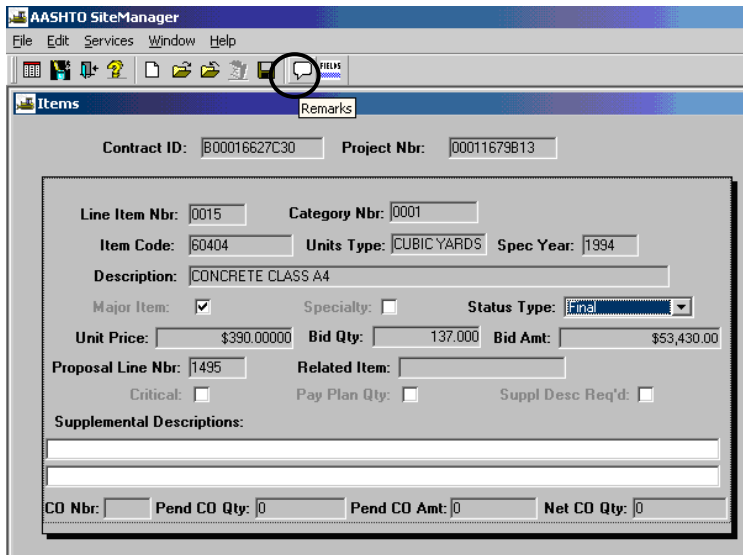 AASHTO SiteManager
File Edit Services Window Help
FIELDS
Remarks
Items
Contract ID: B00016627C30 Project Nbr: 00011679B13
Line Item Nbr: 0015 Category Nbr: 0001
Item Code: 60404 Units Type: CUBIC YARDS Spec Year: 1994
Description: CONCRETE CLASS A4
Major Item: Specialty: Status Type: Final
Unit Price: $390.00000 Bid Qty: 137.000 Bid Amt: $53,430.00
Proposal Line Nbr: 1495 Related Item:
Critical: Pay Plan Qty: Suppl Desc Req'd:
Supplemental Descriptions:
CO Nbr: Pend CO Qty: 0 Pend CO Amt: 0 Net CO Qty: 0